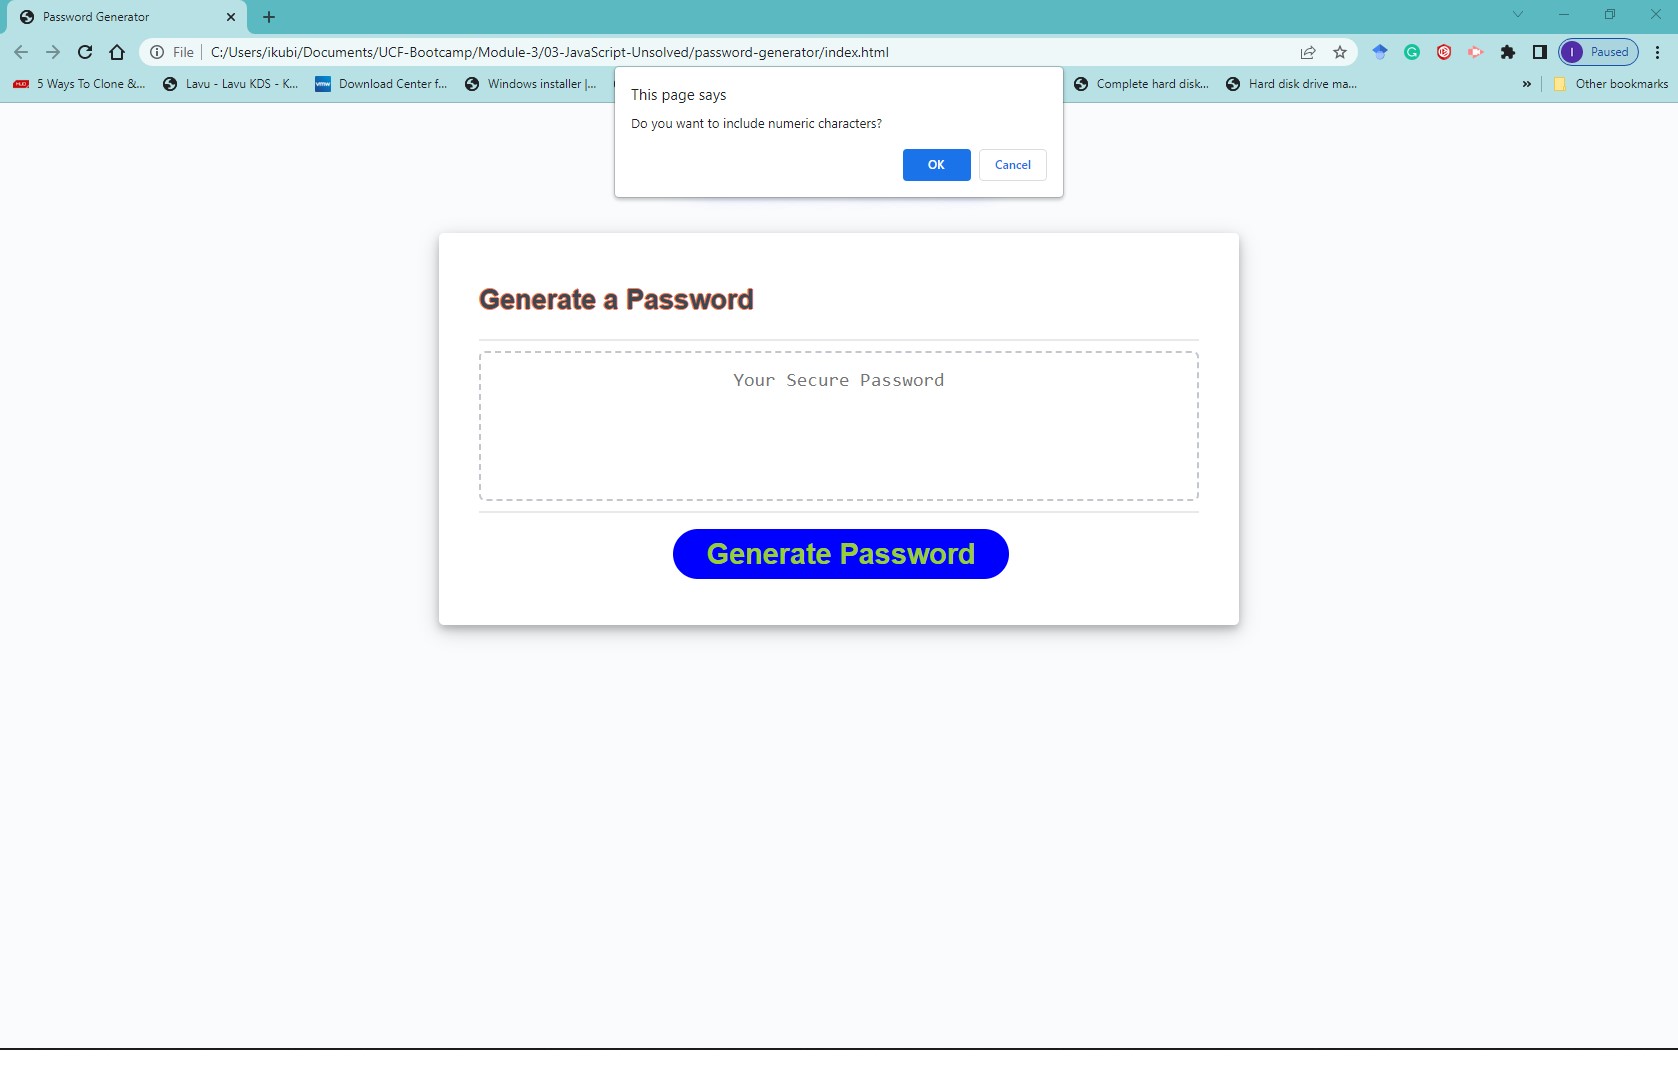 Password Generator
File C:/Users/ikubi/Documents/UCF-Bootcamp/Module-3/03-JavaScript-Unsolved/password-generator/index.html
Paused
5 Ways To Clone &... Lavu - Lavu KDS - K... vmw Download Center f... Windows installer |... Complete hard disk... Hard disk drive ma... » Other bookmarks
This page says
Do you want to include numeric characters?
OK Cancel
Generate a Password
Your Secure Password
Generate Password